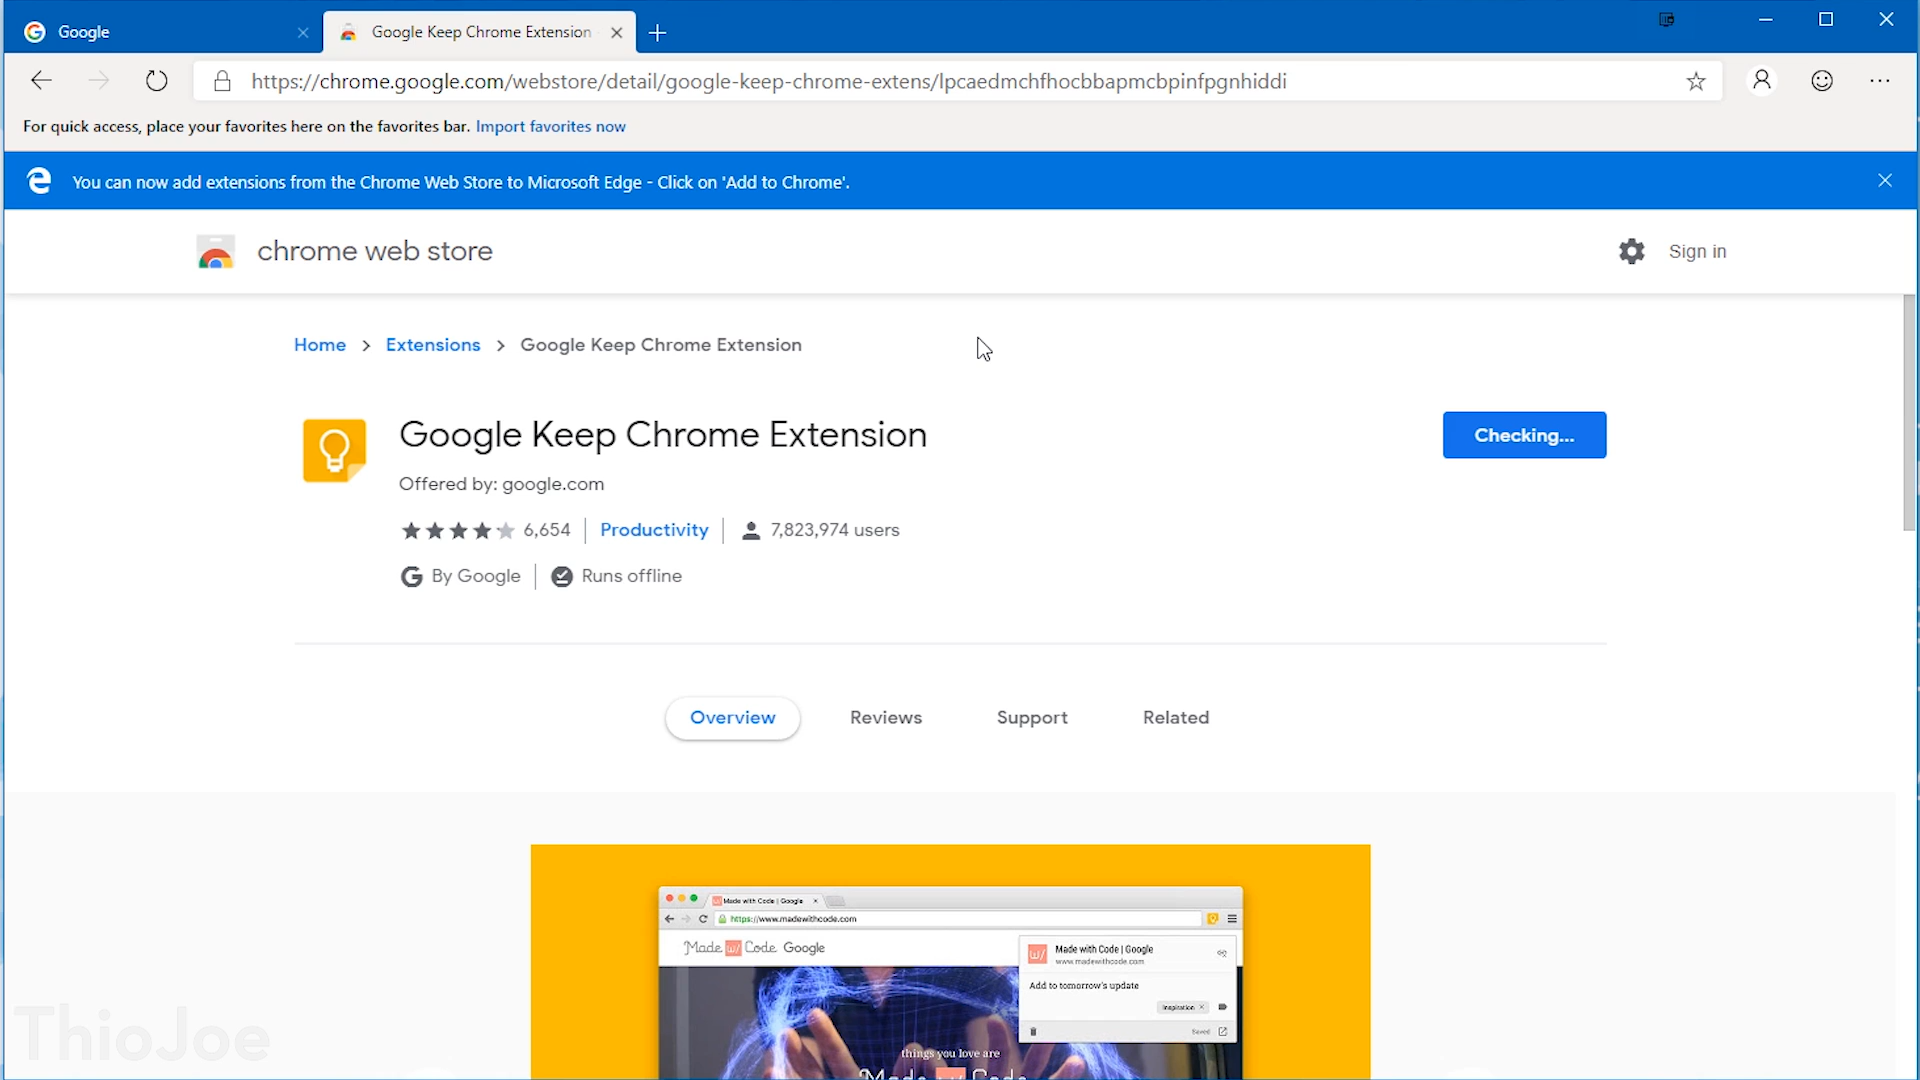 Google
Google Keep Chrome Extension
https://chrome.google.com/webstore/detail/google-keep-chrome-extens/lpcaedmchfhocbbapmcbpinfpgnhiddi
For quick access, place your favorites here on the favorites bar. Import favorites now
You can now add extensions from the Chrome Web Store to Microsoft Edge - Click on 'Add to Chrome'.
chrome web store
Sign in
Home > Extensions > Google Keep Chrome Extension
Google Keep Chrome Extension
Checking...
Offered by: google.com
6,654 Productivity 7,823,974 users
By Google Runs offline
Overview Reviews Support Related
Made with Code | Google
https://www.madewithcode.com
Made w/ Code Google
w/ Made with Code | Google
www.madewithcode.com
Add to tomorrow's update
Inspiration
Saved
things you love are
Made w/ Code
ThioJoe